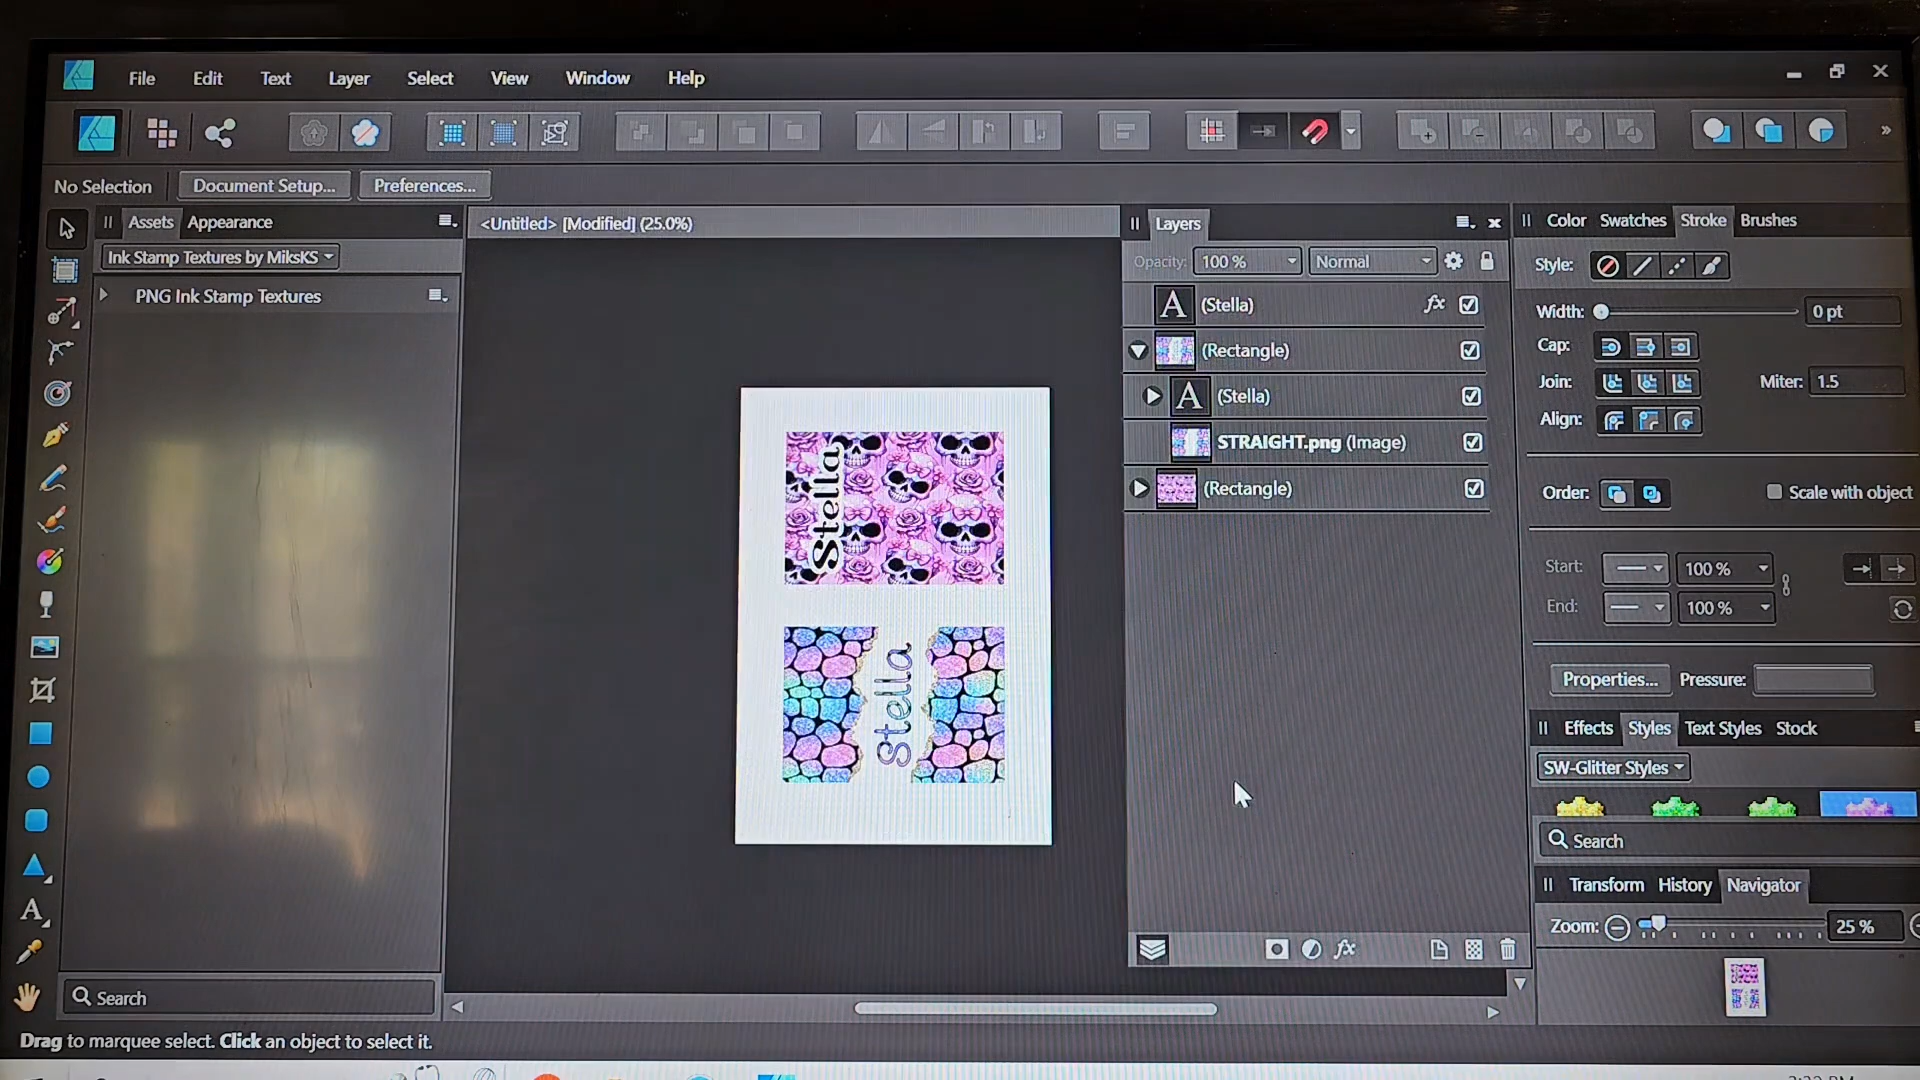 File Edit Text Layer Select View Window Help
No Selection Document Setup... Preferences...
Assets Appearance
Ink Stamp Textures by MiksKS
PNG Ink Stamp Textures
<Untitled> [Modified] (25.0%)
Stella
Stella
Layers
Opacity: 100 % Normal
A (Stella) fx
(Rectangle)
A (Stella)
STRAIGHT.png (Image)
(Rectangle)
fx
Color Swatches Stroke Brushes
Style:
Width: 0 pt
Cap:
Join: Miter: 1.5
Align:
Order: Scale with object
Start: 100 %
End: 100 %
Properties... Pressure:
Effects Styles Text Styles Stock
SW-Glitter Styles
Search
Transform History Navigator
Zoom: 25 %
A
Search
Drag to marquee select. Click an object to select it.